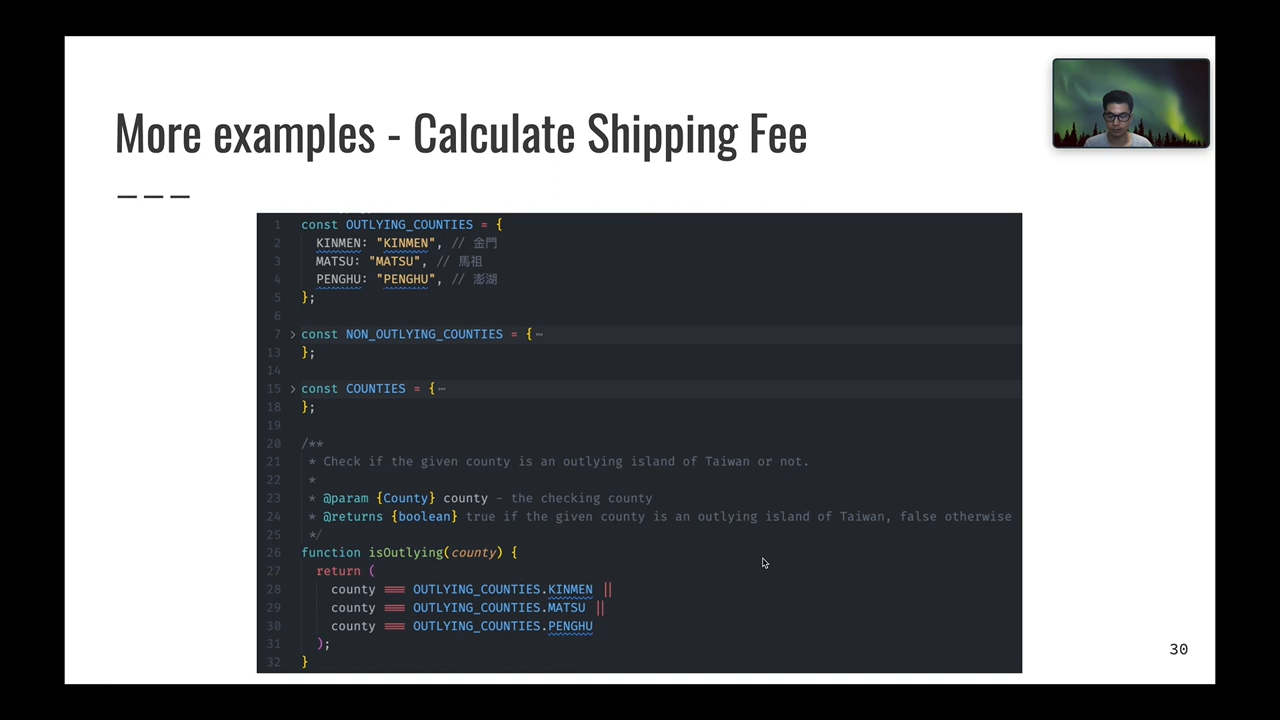 More examples - Calculate Shipping Fee
1 const OUTLYING_COUNTIES = {
2 KINMEN: "KINMEN", // 金門
3 MATSU: "MATSU", // 馬祖
4 PENGHU: "PENGHU", // 澎湖
5 };
6
7 const NON_OUTLYING_COUNTIES = {⋯
13 };
14
15 const COUNTIES = {⋯
18 };
19
20 /**
21 * Check if the given county is an outlying island of Taiwan or not.
22 *
23 * @param {County} county - the checking county
24 * @returns {boolean} true if the given county is an outlying island of Taiwan, false otherwise
25 */
26 function isOutlying(county) {
27 return (
28 county === OUTLYING_COUNTIES.KINMEN ||
29 county === OUTLYING_COUNTIES.MATSU ||
30 county === OUTLYING_COUNTIES.PENGHU
31 );
32 }
30